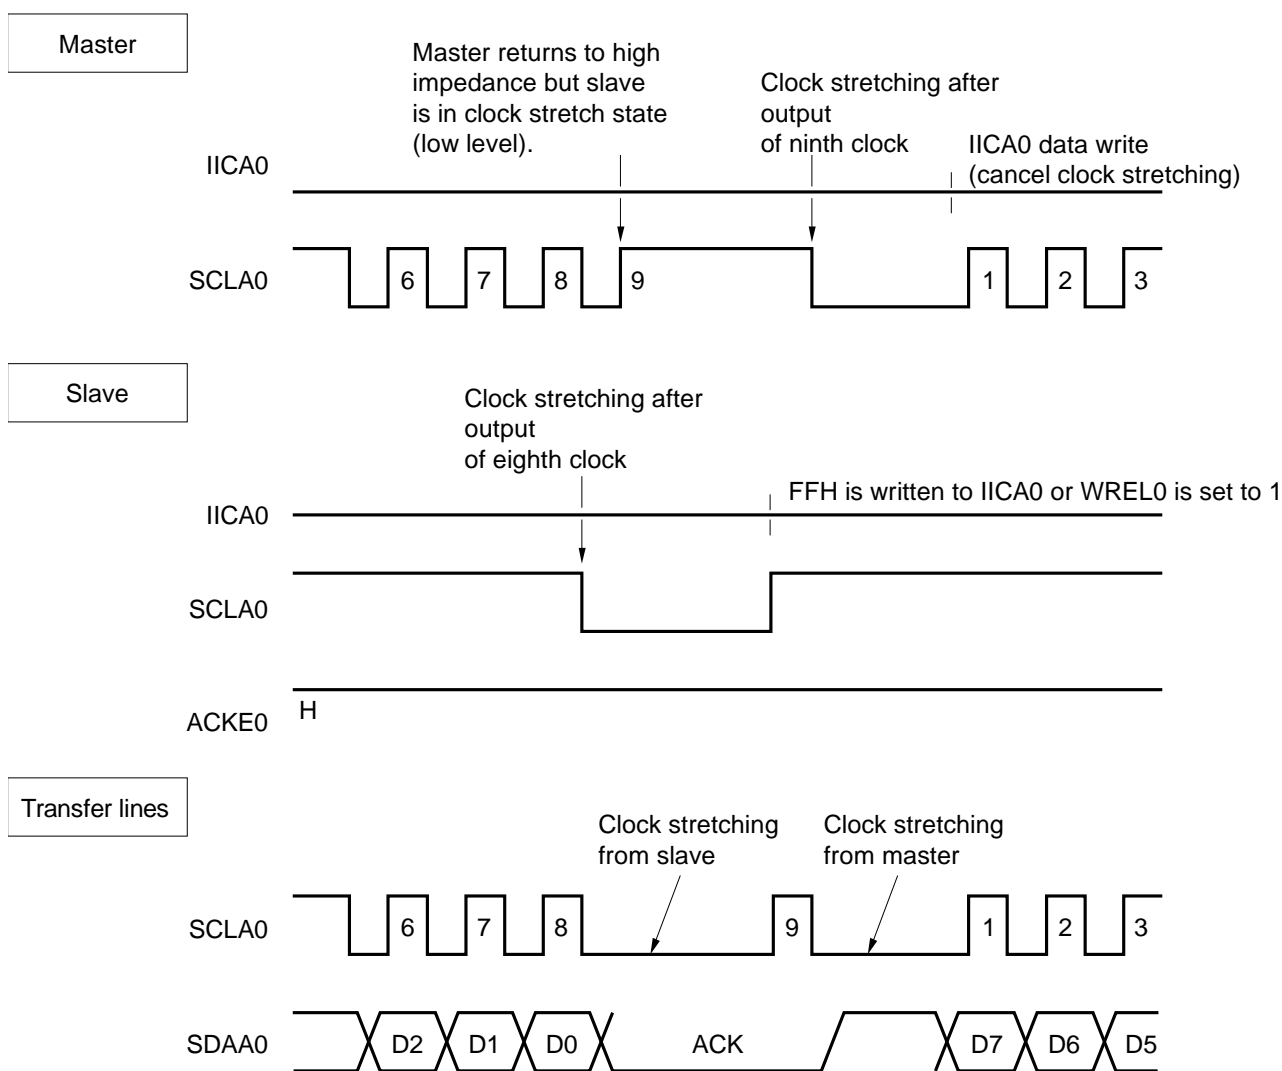 Master
Master returns to high
impedance but slave
is in clock stretch state
(low level).
Clock stretching after
output
of ninth clock
IICA0 data write
(cancel clock stretching)
IICA0
SCLA0
6 7 8 9 1 2 3
Slave
Clock stretching after
output
of eighth clock
FFH is written to IICA0 or WREL0 is set to 1
IICA0
SCLA0
H
ACKE0
Transfer lines
Clock stretching
from slave
Clock stretching
from master
SCLA0
6 7 8 9 1 2 3
SDAA0
D2 D1 D0 ACK D7 D6 D5